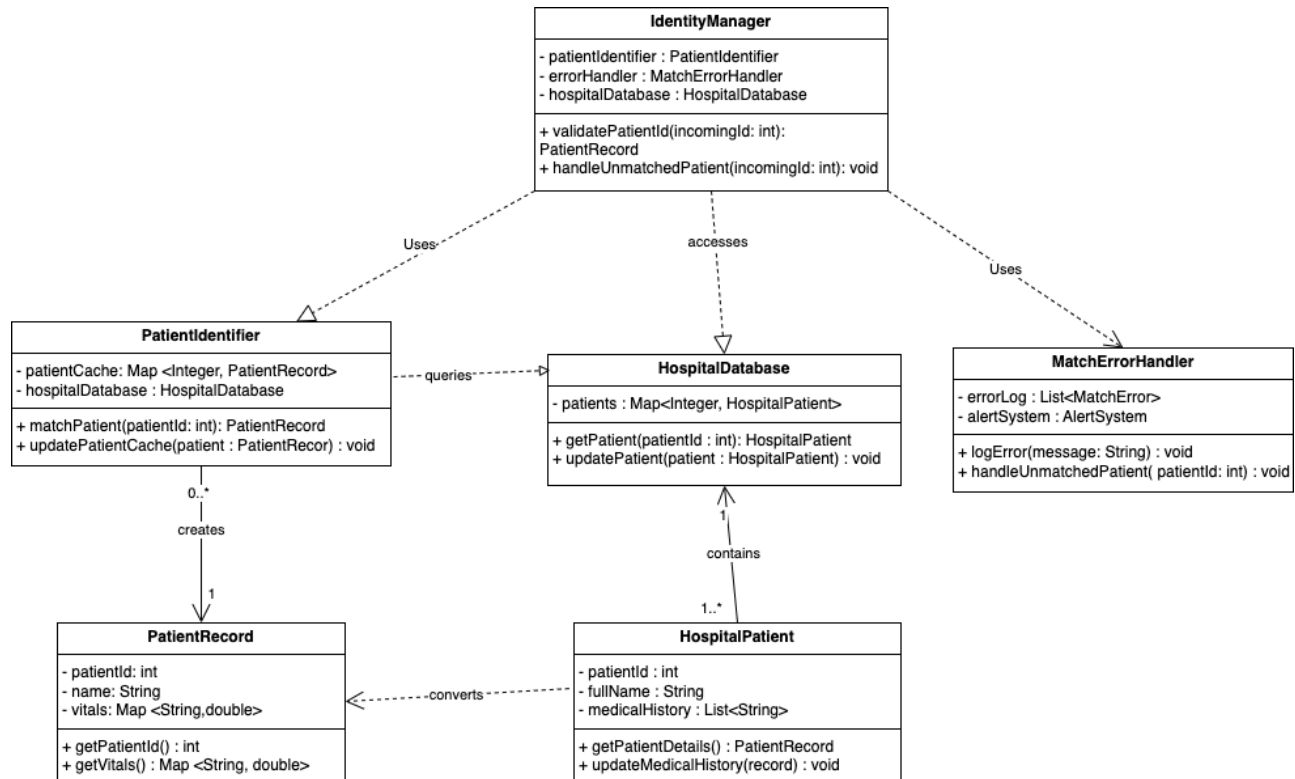 IdentityManager
- patientIdentifier : PatientIdentifier
- errorHandler : MatchErrorHandler
- hospitalDatabase : HospitalDatabase
+ validatePatientId(incomingId: int):
PatientRecord
+ handleUnmatchedPatient(incomingId: int): void
Uses
accesses
Uses
PatientIdentifier
- patientCache: Map <Integer, PatientRecord>
- hospitalDatabase : HospitalDatabase
+ matchPatient(patientId: int): PatientRecord
+ updatePatientCache(patient : PatientRecor) : void
queries
HospitalDatabase
- patients : Map<Integer, HospitalPatient>
+ getPatient(patientId : int): HospitalPatient
+ updatePatient(patient : HospitalPatient) : void
MatchErrorHandler
- errorLog : List<MatchError>
- alertSystem : AlertSystem
+ logError(message: String) : void
+ handleUnmatchedPatient( patientId: int) : void
0..*
creates
1
1
contains
1..*
PatientRecord
- patientId: int
- name: String
- vitals: Map <String,double>
+ getPatientId() : int
+ getVitals() : Map <String, double>
converts
HospitalPatient
- patientId : int
- fullName : String
- medicalHistory : List<String>
+ getPatientDetails() : PatientRecord
+ updateMedicalHistory(record) : void